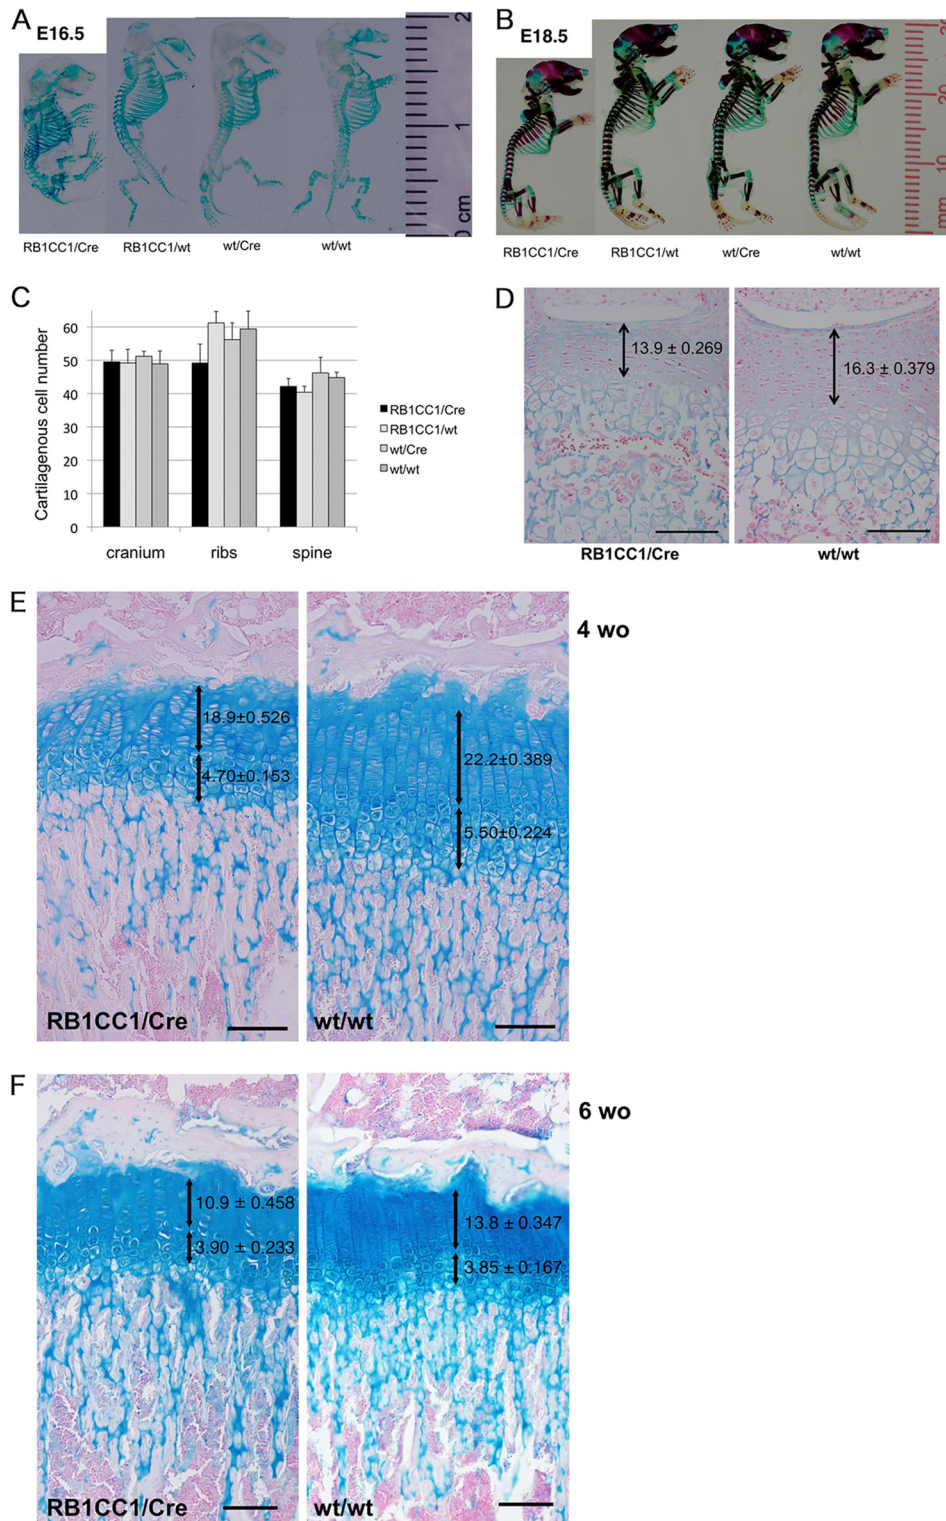 A
E16.5
2
1
0 cm
RB1CC1/Cre
RB1CC1/wt
wt/Cre
wt/wt
B
E18.5
20
10
mm
RB1CC1/Cre
RB1CC1/wt
wt/Cre
wt/wt
C
Cartilagenous cell number
60
50
40
30
20
10
0
cranium
ribs
spine
RB1CC1/Cre
RB1CC1/wt
wt/Cre
wt/wt
D
13.9 ± 0.269
16.3 ± 0.379
RB1CC1/Cre
wt/wt
E
4 wo
18.9±0.526
4.70±0.153
22.2±0.389
5.50±0.224
RB1CC1/Cre
wt/wt
F
6 wo
10.9 ± 0.458
3.90 ± 0.233
13.8 ± 0.347
3.85 ± 0.167
RB1CC1/Cre
wt/wt